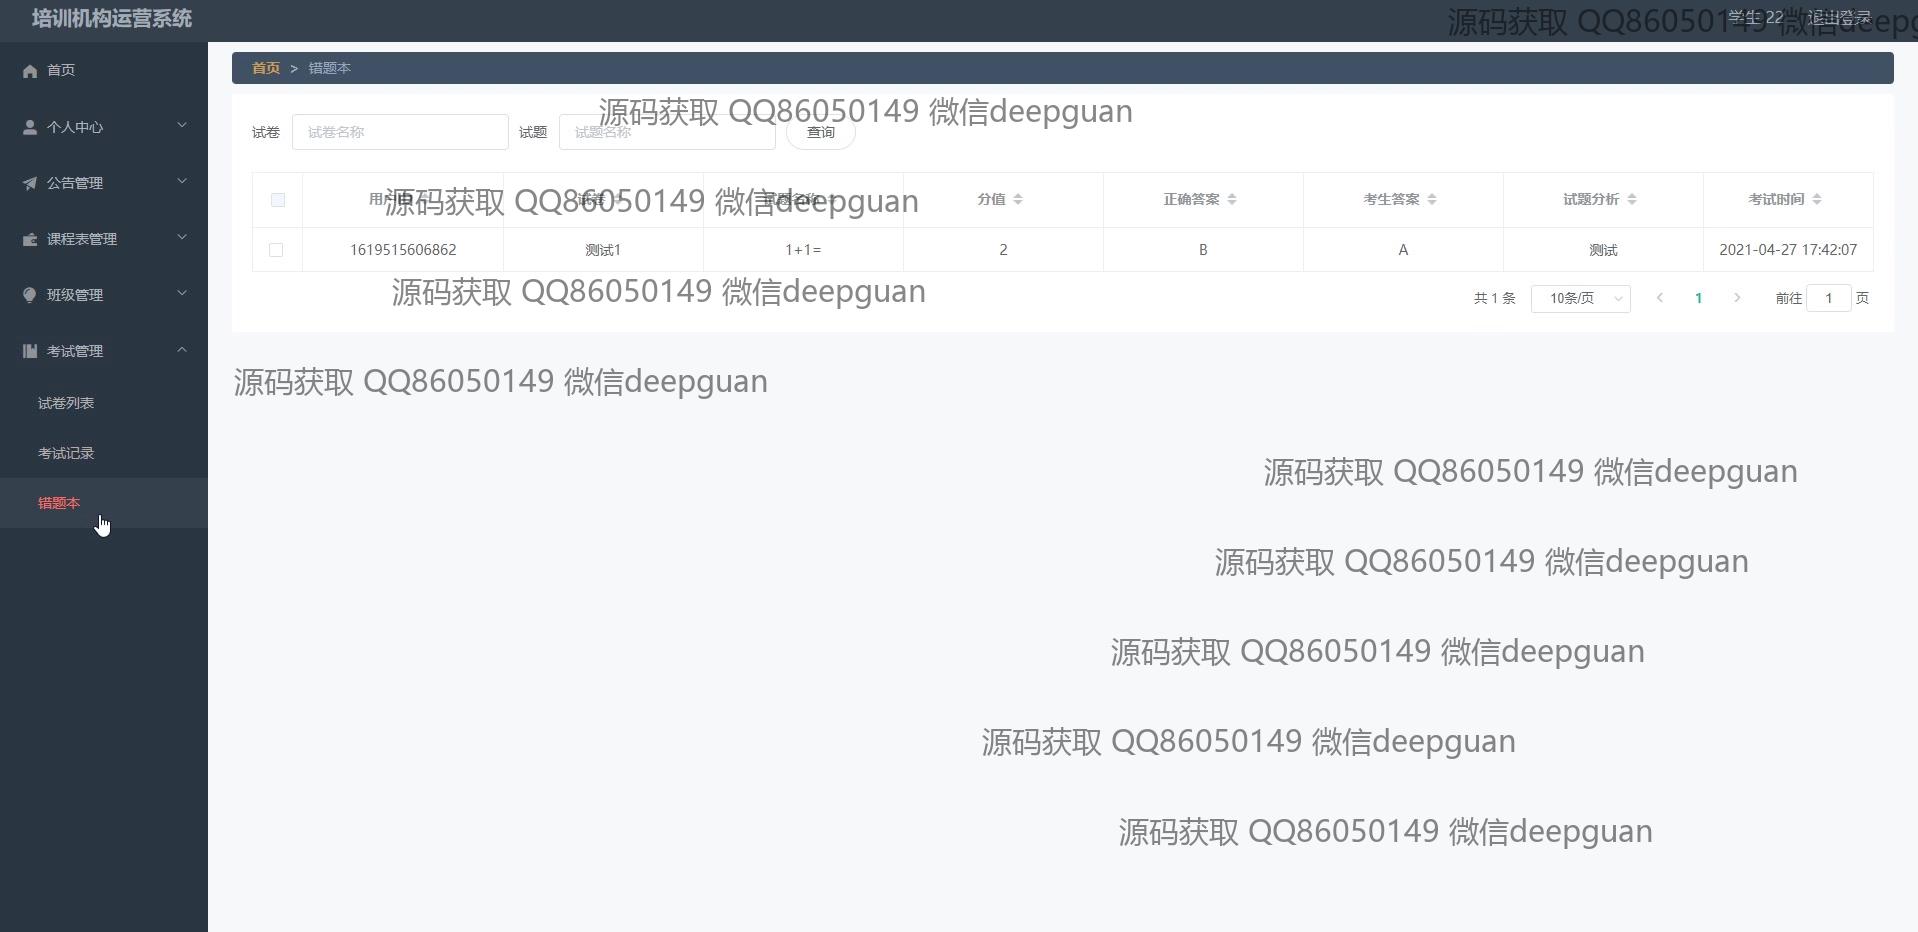 培训机构运营系统
学生 22 退出登录
源码获取 QQ86050149 微信deepg
首页
个人中心
公告管理
课程表管理
班级管理
考试管理
试卷列表
考试记录
错题本
首页 > 错题本
源码获取 QQ86050149 微信deepguan
试卷 试卷名称 试题 试题名称 查询
源码获取 QQ86050149 微信deepguan
试卷 试题名称 分值 正确答案 考生答案 试题分析 考试时间
1619515606862 测试1 1+1= 2 B A 测试 2021-04-27 17:42:07
源码获取 QQ86050149 微信deepguan
共 1 条 10条/页 < 1 > 前往 1 页
源码获取 QQ86050149 微信deepguan
源码获取 QQ86050149 微信deepguan
源码获取 QQ86050149 微信deepguan
源码获取 QQ86050149 微信deepguan
源码获取 QQ86050149 微信deepguan
源码获取 QQ86050149 微信deepguan